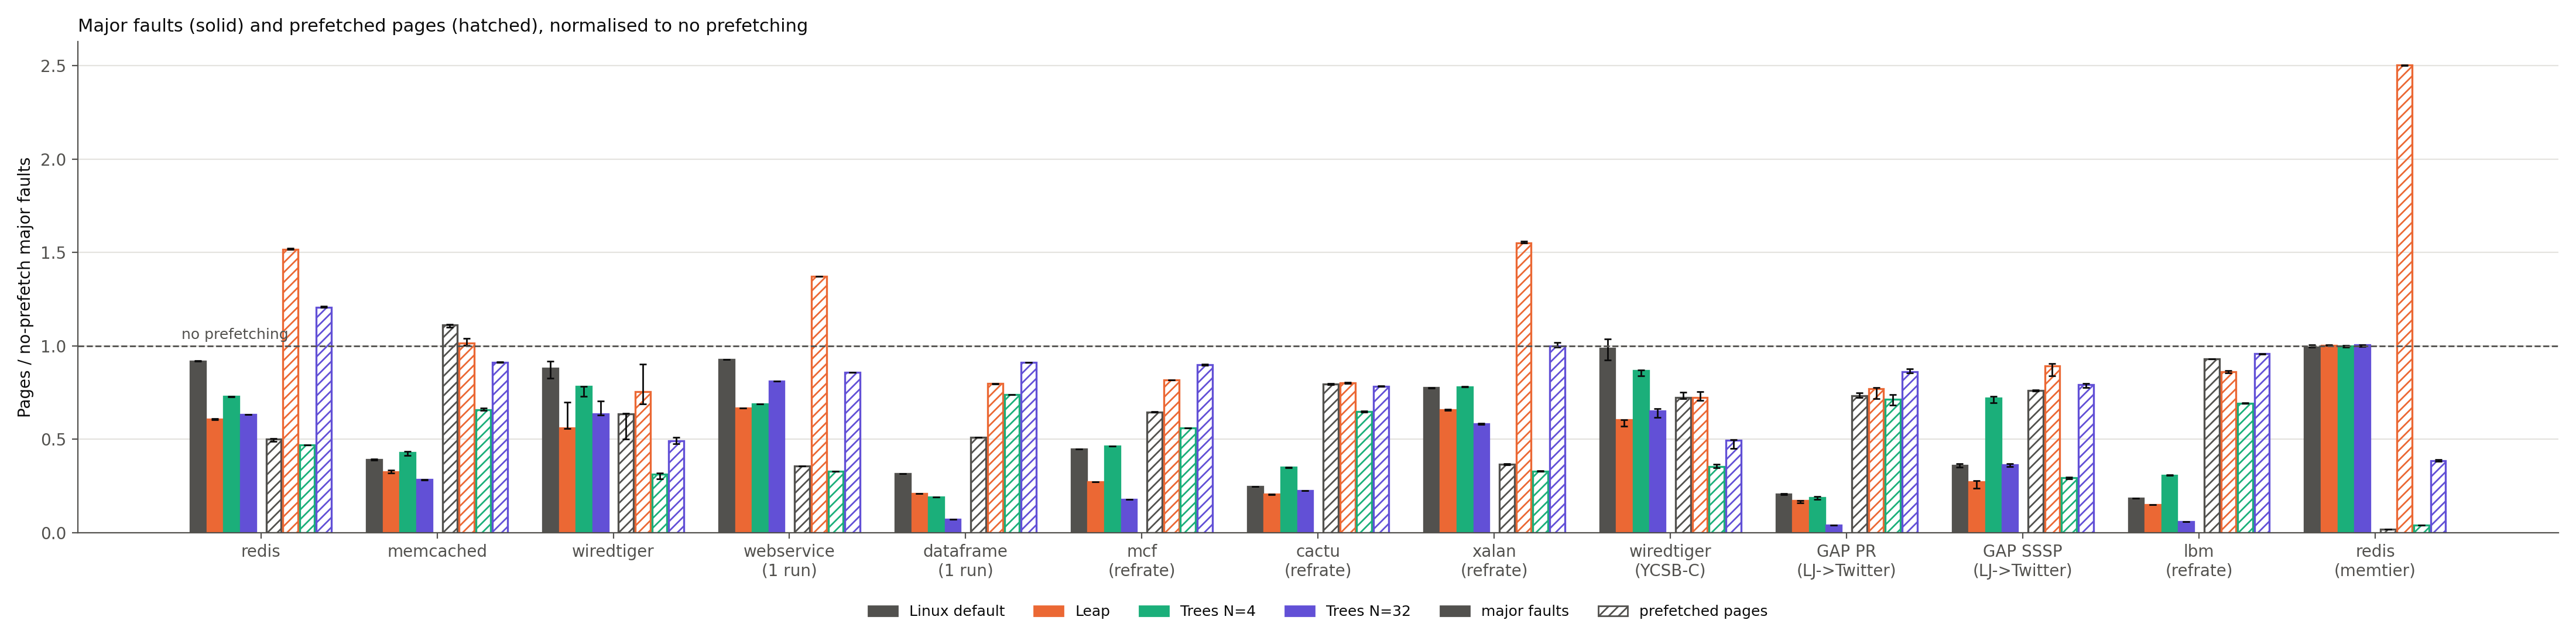 Major faults (solid) and prefetched pages (hatched), normalised to no prefetching
Pages / no-prefetch major faults
2.5
2.0
1.5
1.0
0.5
0.0
no prefetching
redis
memcached
wiredtiger
webservice
(1 run)
dataframe
(1 run)
mcf
(refrate)
cactu
(refrate)
xalan
(refrate)
wiredtiger
(YCSB-C)
GAP PR
(LJ->Twitter)
GAP SSSP
(LJ->Twitter)
lbm
(refrate)
redis
(memtier)
Linux default
Leap
Trees N=4
Trees N=32
major faults
prefetched pages